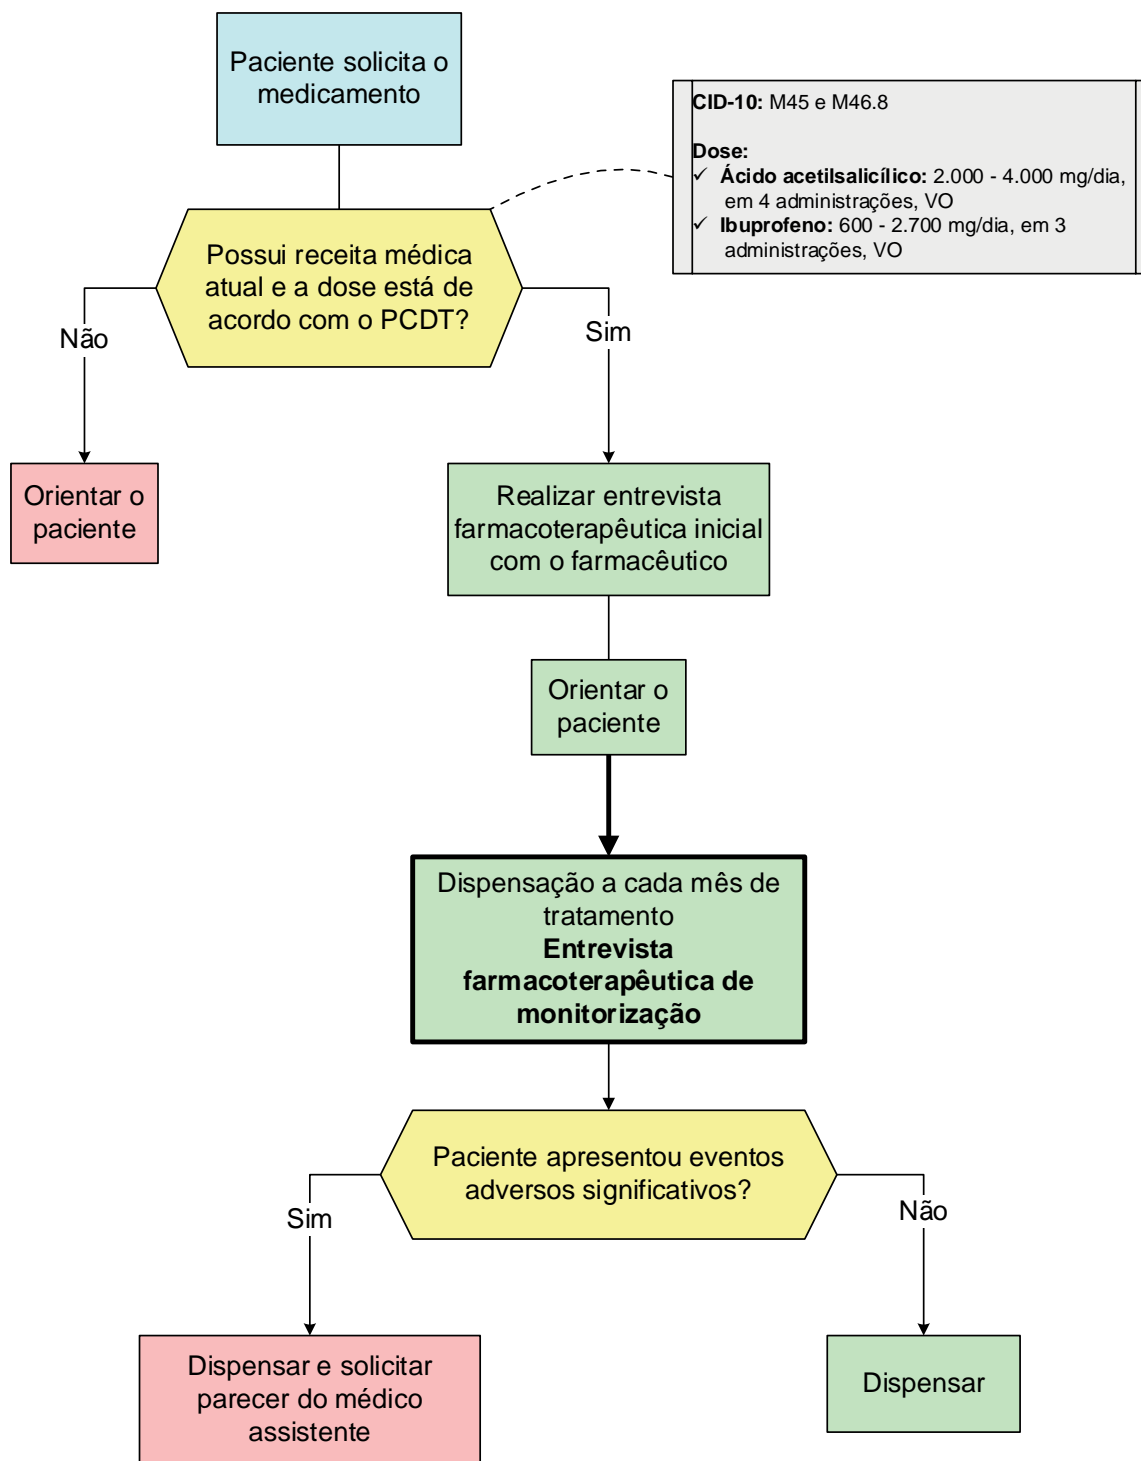 Paciente solicita o
medicamento
CID-10: M45 e M46.8
Dose:
✓ Ácido acetilsalicílico: 2.000 - 4.000 mg/dia,
em 4 administrações, VO
✓ Ibuprofeno: 600 - 2.700 mg/dia, em 3
administrações, VO
Possui receita médica
atual e a dose está de
acordo com o PCDT?
Não
Sim
Orientar o
paciente
Realizar entrevista
farmacoterapêutica inicial
com o farmacêutico
Orientar o
paciente
Dispensação a cada mês de
tratamento
Entrevista
farmacoterapêutica de
monitorização
Paciente apresentou eventos
adversos significativos?
Sim
Não
Dispensar e solicitar
parecer do médico
assistente
Dispensar